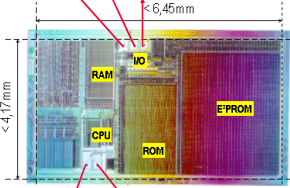 < 6,45mm
I/O
RAM
E²PROM
< 4,17mm
CPU
ROM